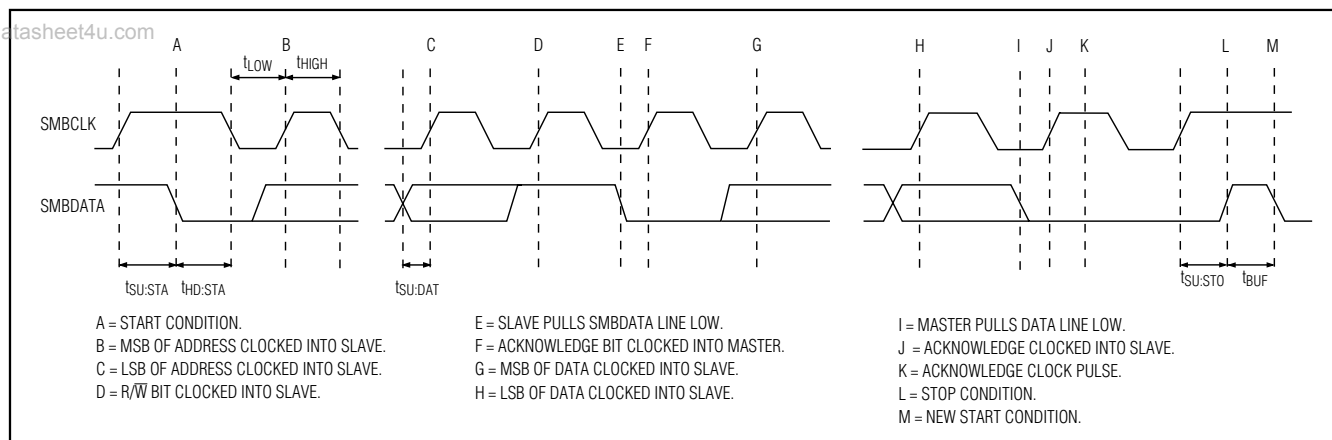 atasheet4u.com
A B C D E F G H I J K L M
tLOW tHIGH
SMBCLK
SMBDATA
tSU:STA tHD:STA tSU:DAT tSU:STO tBUF
A = START CONDITION.
B = MSB OF ADDRESS CLOCKED INTO SLAVE.
C = LSB OF ADDRESS CLOCKED INTO SLAVE.
D = R/W̅ BIT CLOCKED INTO SLAVE.
E = SLAVE PULLS SMBDATA LINE LOW.
F = ACKNOWLEDGE BIT CLOCKED INTO MASTER.
G = MSB OF DATA CLOCKED INTO SLAVE.
H = LSB OF DATA CLOCKED INTO SLAVE.
I = MASTER PULLS DATA LINE LOW.
J = ACKNOWLEDGE CLOCKED INTO SLAVE.
K = ACKNOWLEDGE CLOCK PULSE.
L = STOP CONDITION.
M = NEW START CONDITION.